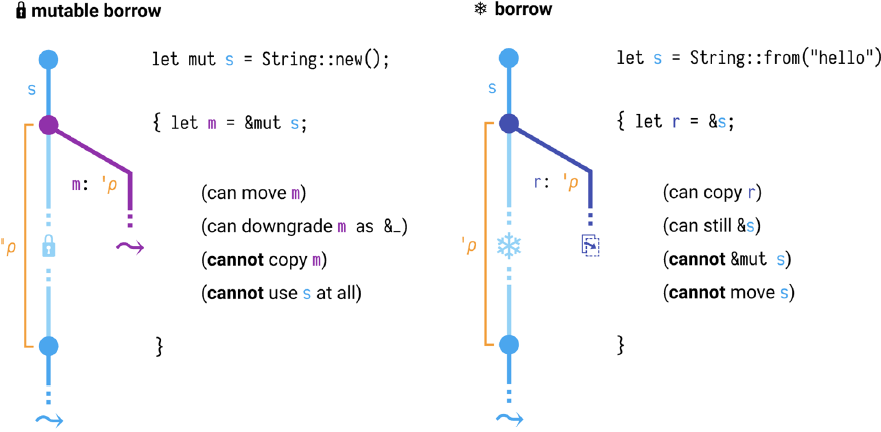 mutable borrow
let mut s = String::new();
s
{ let m = &mut s;
m: 'ρ
(can move m)
(can downgrade m as &_)
'ρ
(cannot copy m)
(cannot use s at all)
}
borrow
let s = String::from("hello")
s
{ let r = &s;
r: 'ρ
(can copy r)
(can still &s)
'ρ
(cannot &mut s)
(cannot move s)
}